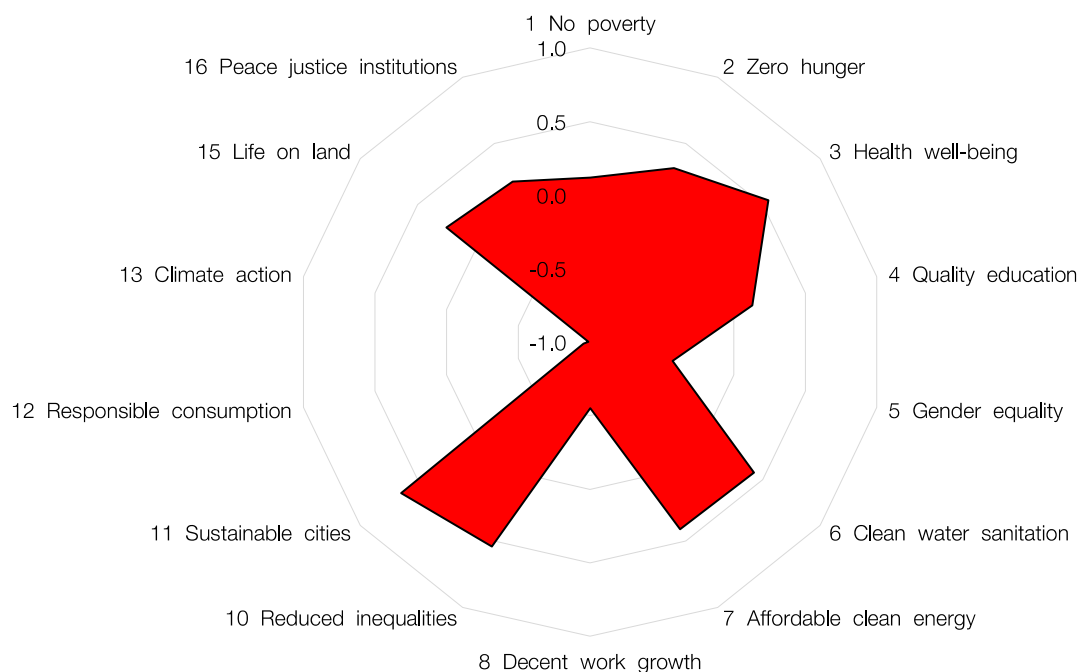 1 No poverty
1.0
16 Peace justice institutions
2 Zero hunger
0.5
15 Life on land
3 Health well-being
0.0
13 Climate action
-0.5
4 Quality education
-1.0
12 Responsible consumption
5 Gender equality
11 Sustainable cities
6 Clean water sanitation
10 Reduced inequalities
7 Affordable clean energy
8 Decent work growth